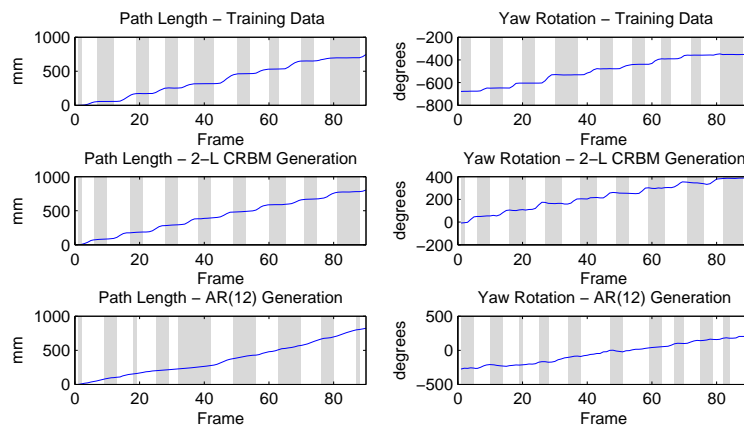 Path Length – Training Data
1000
500
0
mm
0 20 40 60 80
Frame
Yaw Rotation – Training Data
−200
−400
−600
−800
degrees
0 20 40 60 80
Frame
Path Length – 2–L CRBM Generation
1000
500
0
mm
0 20 40 60 80
Frame
Yaw Rotation – 2–L CRBM Generation
400
200
0
−200
degrees
0 20 40 60 80
Frame
Path Length – AR(12) Generation
1000
500
0
mm
0 20 40 60 80
Frame
Yaw Rotation – AR(12) Generation
500
0
−500
degrees
0 20 40 60 80
Frame